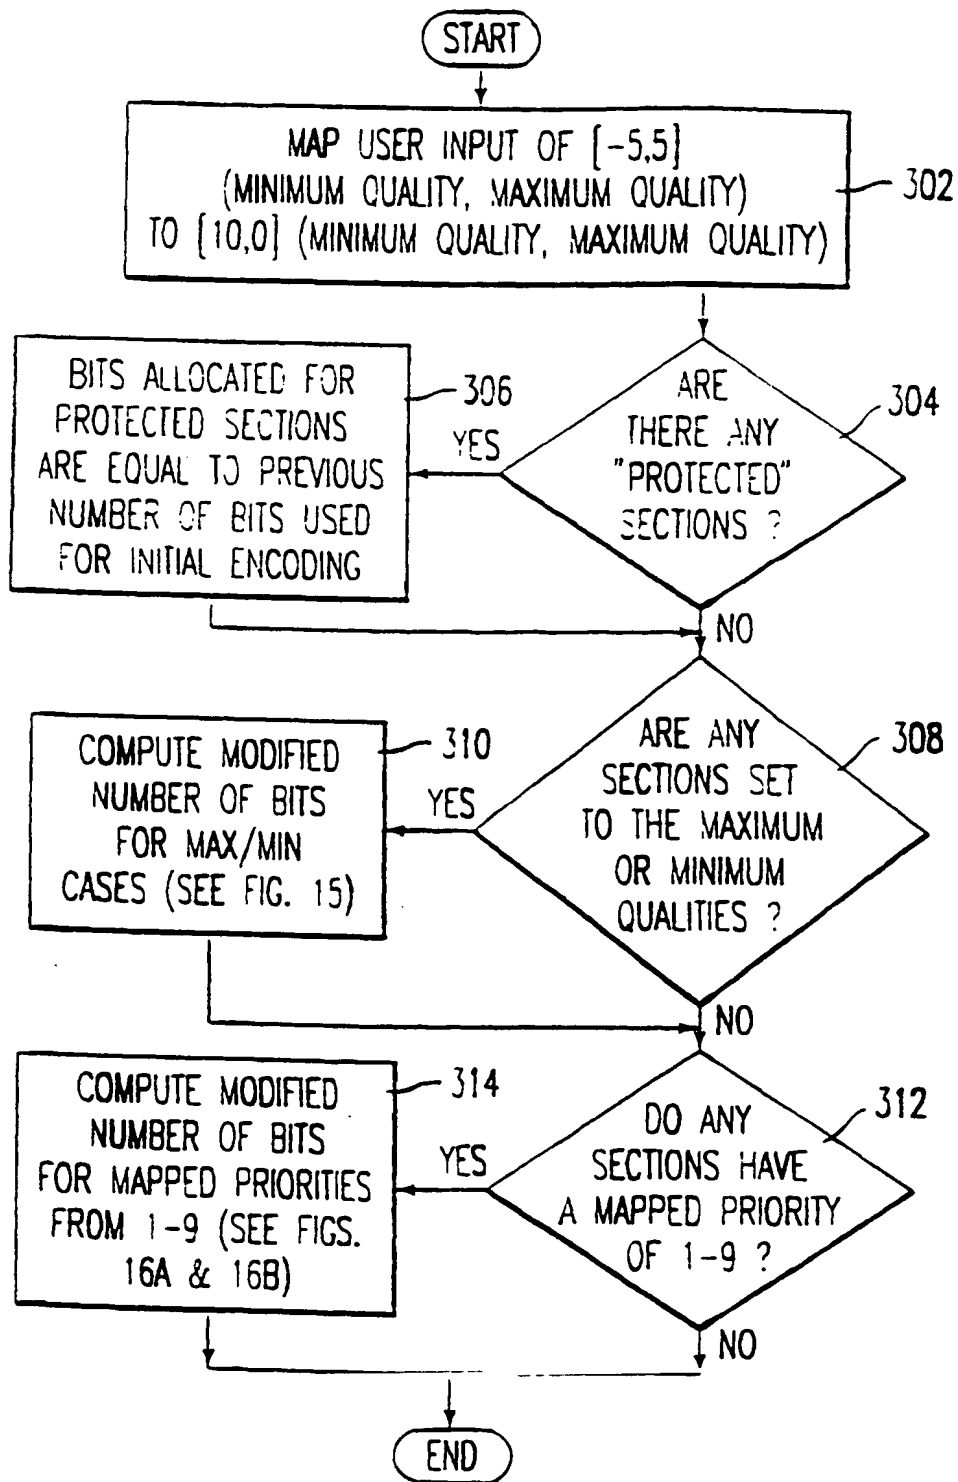 START
MAP USER INPUT OF [-5,5]
(MINIMUM QUALITY, MAXIMUM QUALITY)
TO [10,0] (MINIMUM QUALITY, MAXIMUM QUALITY)
302
ARE
THERE ANY
"PROTECTED"
SECTIONS ?
304
YES
NO
BITS ALLOCATED FOR
PROTECTED SECTIONS
ARE EQUAL TO PREVIOUS
NUMBER OF BITS USED
FOR INITIAL ENCODING
306
ARE ANY
SECTIONS SET
TO THE MAXIMUM
OR MINIMUM
QUALITIES ?
308
YES
NO
COMPUTE MODIFIED
NUMBER OF BITS
FOR MAX/MIN
CASES (SEE FIG. 15)
310
DO ANY
SECTIONS HAVE
A MAPPED PRIORITY
OF 1-9 ?
312
YES
NO
COMPUTE MODIFIED
NUMBER OF BITS
FOR MAPPED PRIORITIES
FROM 1-9 (SEE FIGS.
16A & 16B)
314
END